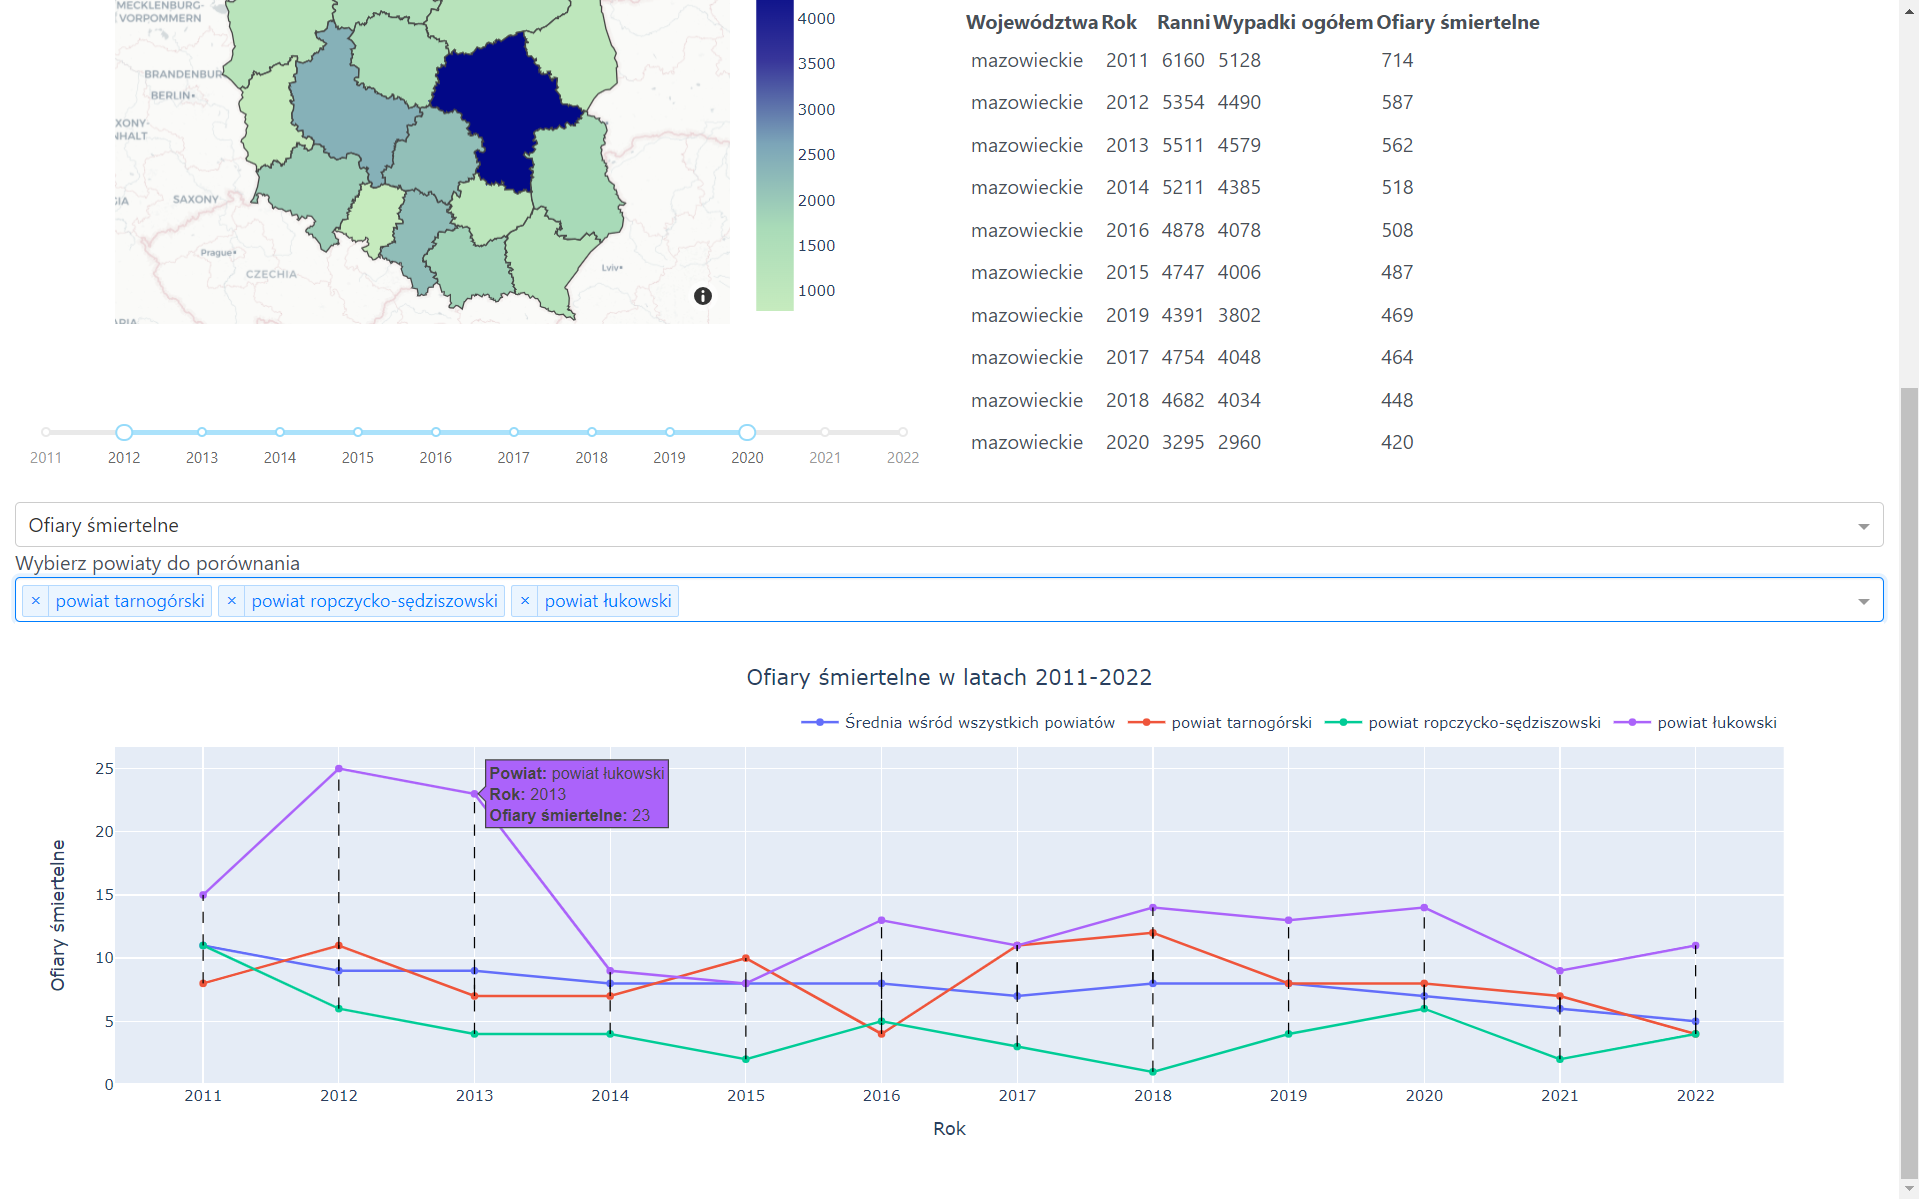 MECKLENBURG-
VORPOMMERN
BRANDENBUR
BERLIN
XONY-
NHALT
SAXONY
Prague
CZECHIA
Lviv
4000
3500
3000
2500
2000
1500
1000
Województwa Rok Ranni Wypadki ogółem Ofiary śmiertelne
mazowieckie 2011 6160 5128 714
mazowieckie 2012 5354 4490 587
mazowieckie 2013 5511 4579 562
mazowieckie 2014 5211 4385 518
mazowieckie 2016 4878 4078 508
mazowieckie 2015 4747 4006 487
mazowieckie 2019 4391 3802 469
mazowieckie 2017 4754 4048 464
mazowieckie 2018 4682 4034 448
mazowieckie 2020 3295 2960 420
2011 2012 2013 2014 2015 2016 2017 2018 2019 2020 2021 2022
Ofiary śmiertelne
Wybierz powiaty do porównania
× powiat tarnogórski × powiat ropczycko-sędziszowski × powiat łukowski
Ofiary śmiertelne w latach 2011-2022
Średnia wśród wszystkich powiatów powiat tarnogórski powiat ropczycko-sędziszowski powiat łukowski
Powiat: powiat łukowski
Rok: 2013
Ofiary śmiertelne: 23
25
20
15
10
5
0
Ofiary śmiertelne
2011 2012 2013 2014 2015 2016 2017 2018 2019 2020 2021 2022
Rok